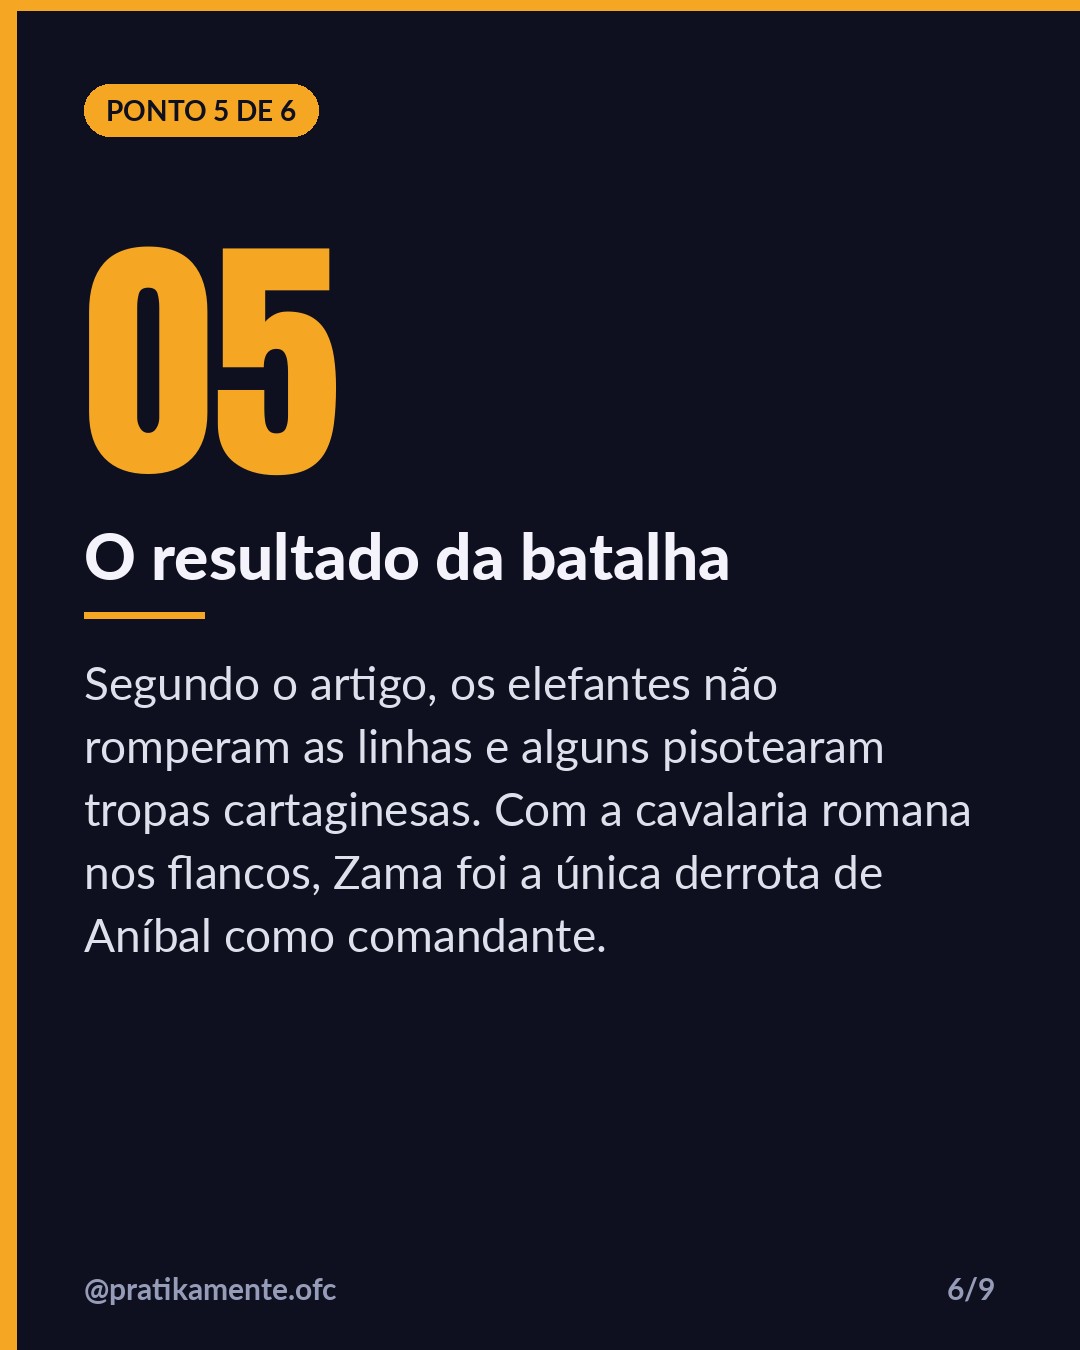 PONTO 5 DE 6
05
O resultado da batalha
Segundo o artigo, os elefantes não
romperam as linhas e alguns pisotearam
tropas cartaginesas. Com a cavalaria romana
nos flancos, Zama foi a única derrota de
Aníbal como comandante.
@pratikamente.ofc
6/9